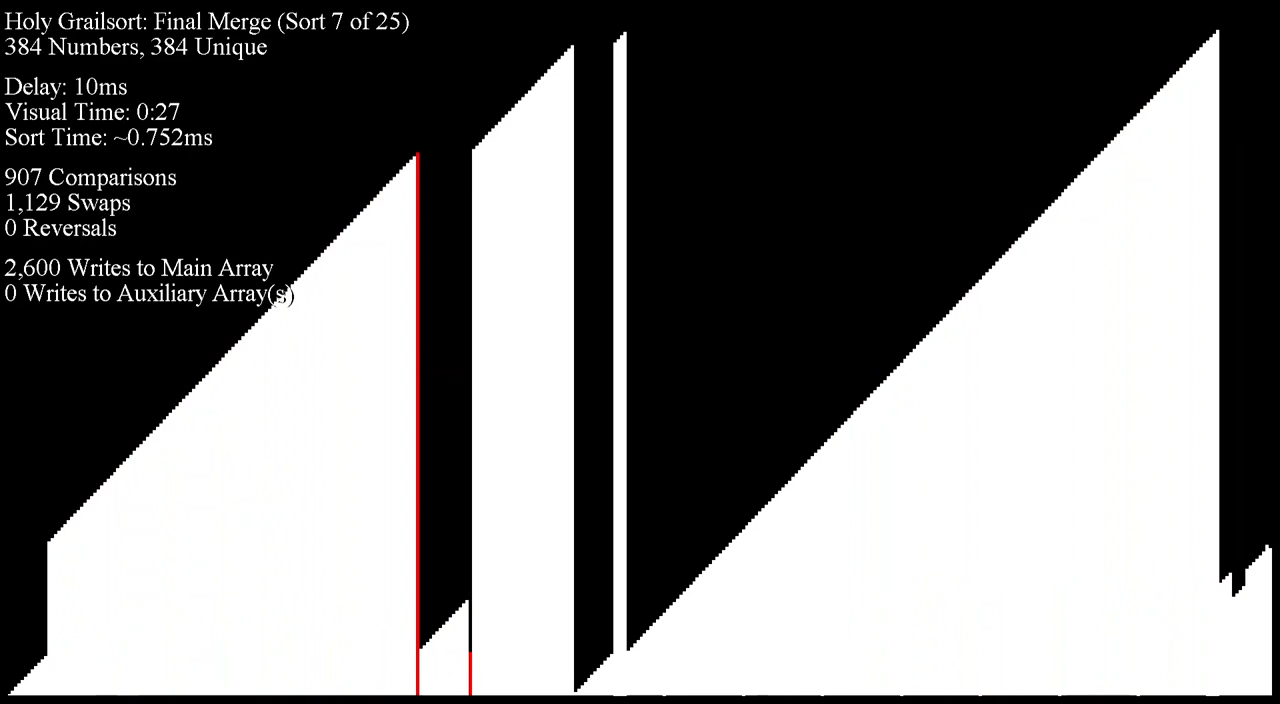 Holy Grailsort: Final Merge (Sort 7 of 25)
384 Numbers, 384 Unique
Delay: 10ms
Visual Time: 0:27
Sort Time: ~0.752ms
907 Comparisons
1,129 Swaps
0 Reversals
2,600 Writes to Main Array
0 Writes to Auxiliary Array(s)